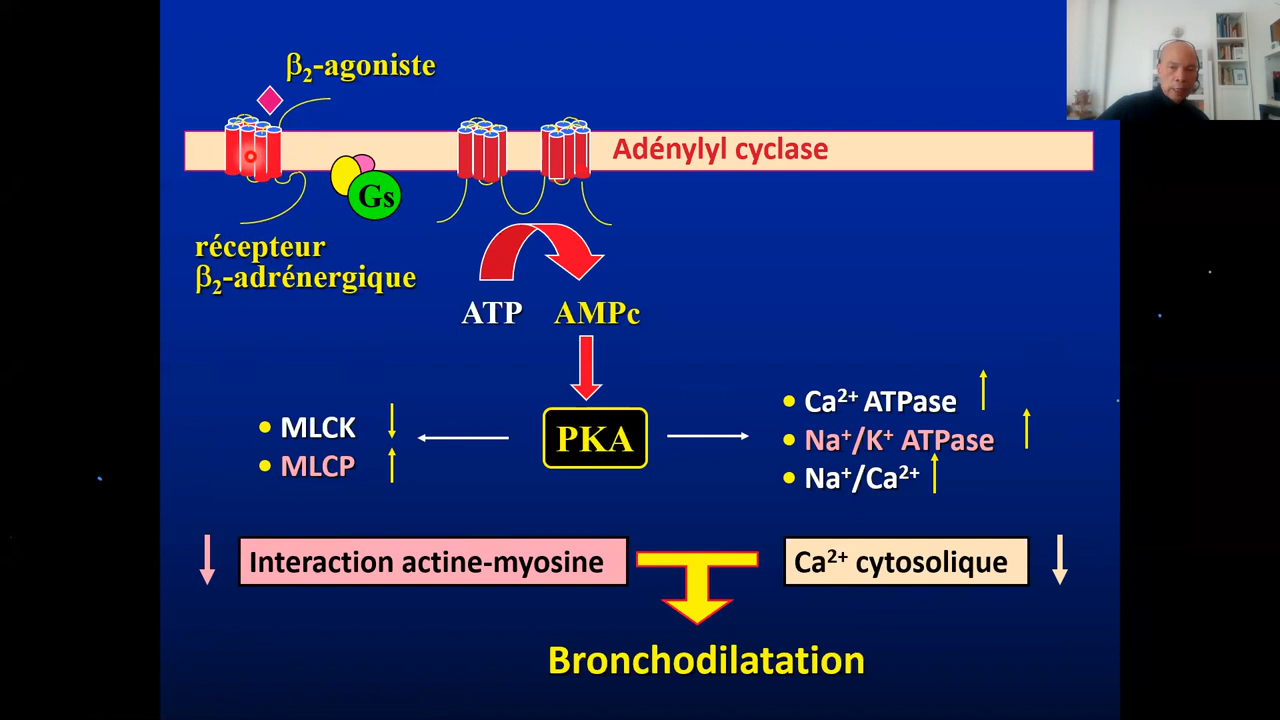 β₂-agoniste
Adénylyl cyclase
Gs
récepteur
β₂-adrénergique
ATP AMPc
PKA
• MLCK
• MLCP
• Ca²⁺ ATPase
• Na⁺/K⁺ ATPase
• Na⁺/Ca²⁺
Interaction actine-myosine
Ca²⁺ cytosolique
Bronchodilatation